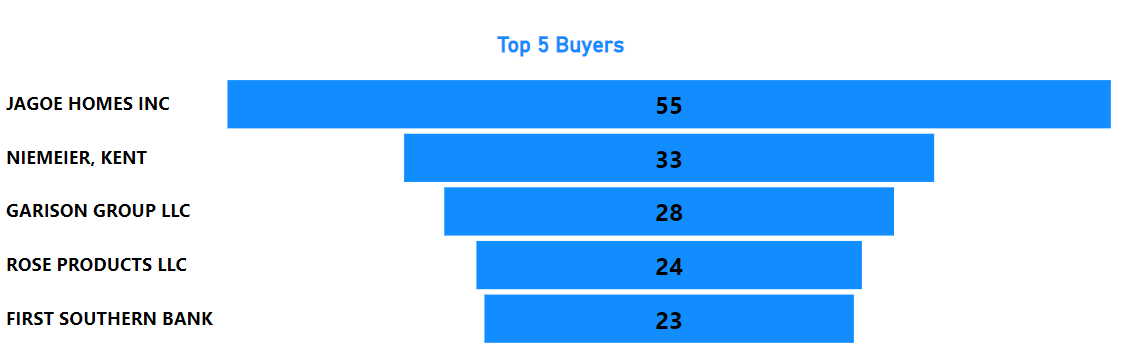 Top 5 Buyers
JAGOE HOMES INC 55
NIEMEIER, KENT 33
GARISON GROUP LLC 28
ROSE PRODUCTS LLC 24
FIRST SOUTHERN BANK 23